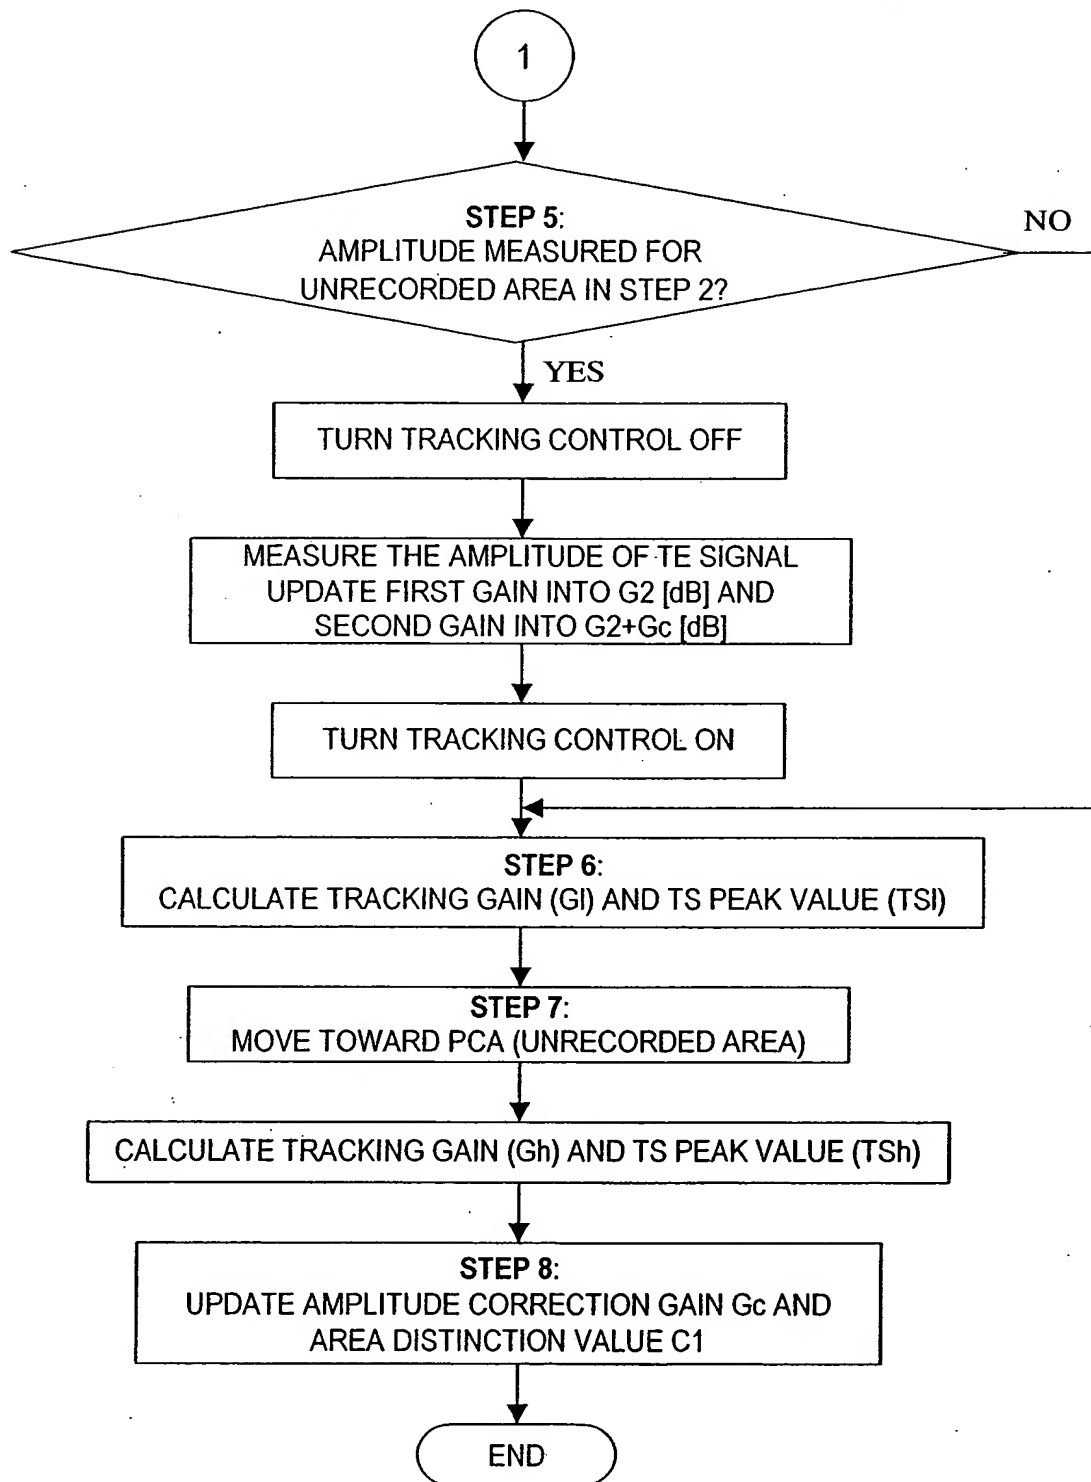 1
STEP 5:
AMPLITUDE MEASURED FOR
UNRECORDED AREA IN STEP 2?
NO
YES
TURN TRACKING CONTROL OFF
MEASURE THE AMPLITUDE OF TE SIGNAL
UPDATE FIRST GAIN INTO G2 [dB] AND
SECOND GAIN INTO G2+Gc [dB]
TURN TRACKING CONTROL ON
STEP 6:
CALCULATE TRACKING GAIN (Gl) AND TS PEAK VALUE (TSl)
STEP 7:
MOVE TOWARD PCA (UNRECORDED AREA)
CALCULATE TRACKING GAIN (Gh) AND TS PEAK VALUE (TSh)
STEP 8:
UPDATE AMPLITUDE CORRECTION GAIN Gc AND
AREA DISTINCTION VALUE C1
END